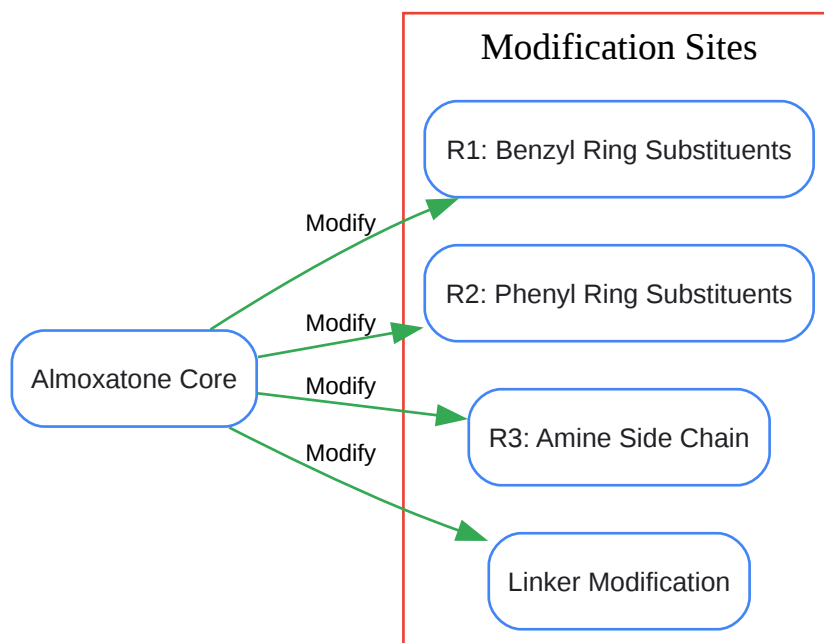 Modification Sites
R1: Benzyl Ring Substituents
Modify
R2: Phenyl Ring Substituents
Modify
Almoxatone Core
Modify
R3: Amine Side Chain
Modify
Linker Modification